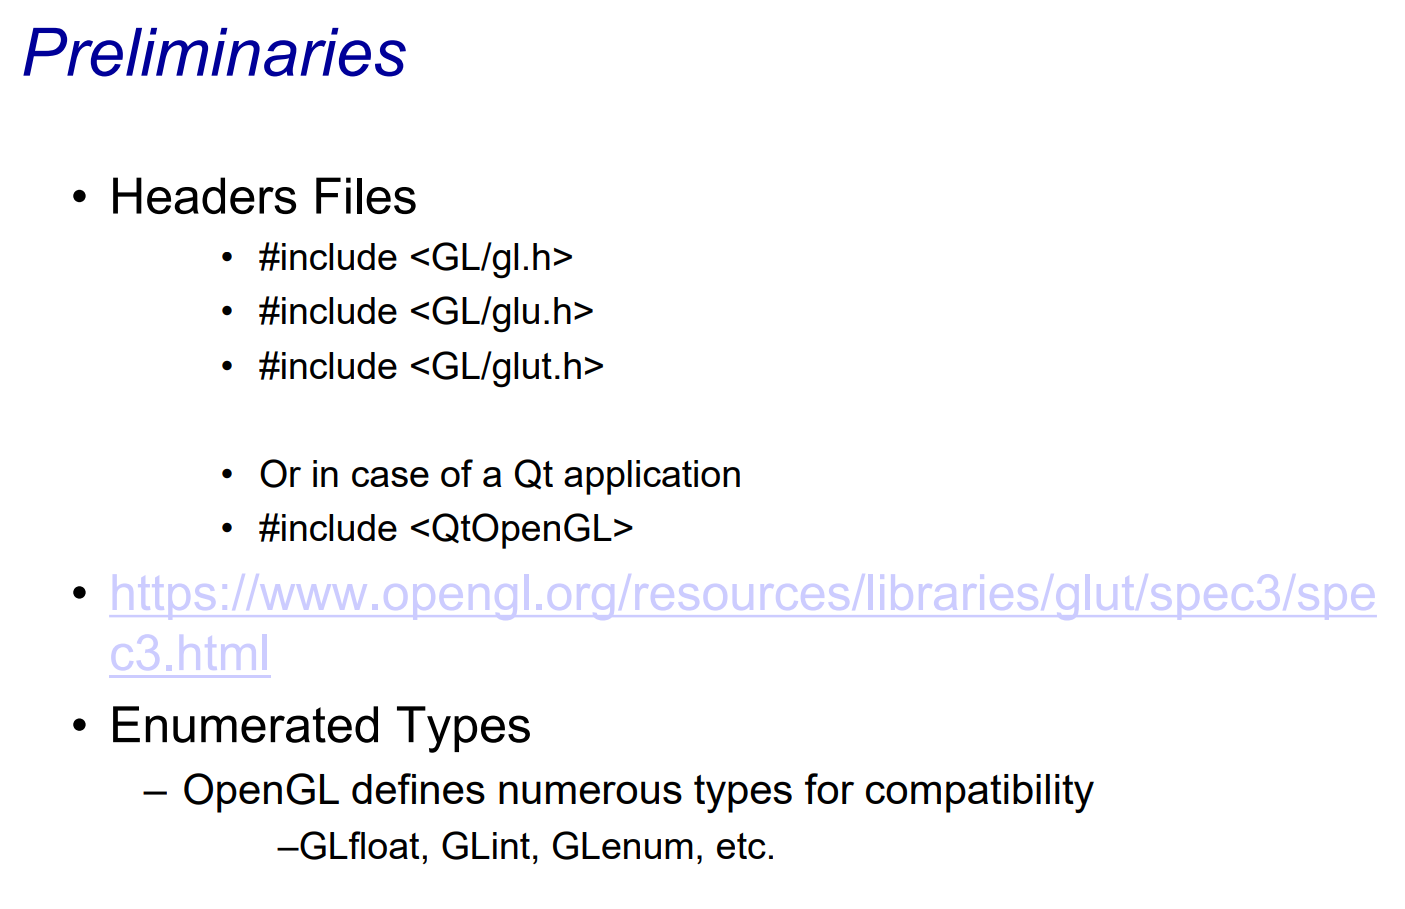 Preliminaries
• Headers Files
• #include <GL/gl.h>
• #include <GL/glu.h>
• #include <GL/glut.h>
• Or in case of a Qt application
• #include <QtOpenGL>
• https://www.opengl.org/resources/libraries/glut/spec3/spe
c3.html
• Enumerated Types
– OpenGL defines numerous types for compatibility
–GLfloat, GLint, GLenum, etc.